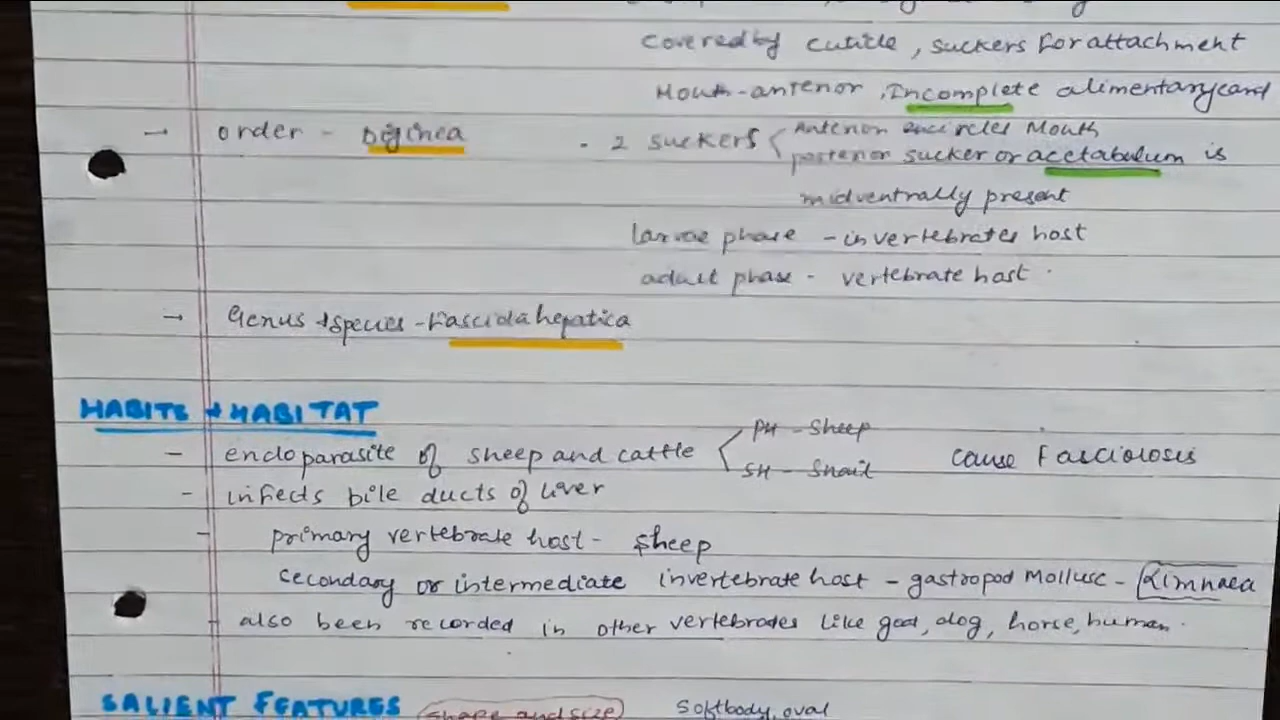 covered by cuticle, suckers for attachment
Mouth-anterior, Incomplete alimentary canal
→ order - Diginea · 2 suckers Anterior encircles Mouth
posterior sucker or acetabulum is
midventrally present
larvae phase - invertebrates host
adult phase - vertebrate host.
→ Genus + species - Fasciola hepatica
HABITS + HABITAT
- endoparasite of sheep and cattle PH - Sheep
SH - Snail cause Fasciolosis
- infects bile ducts of liver
- primary vertebrate host - sheep
secondary or intermediate invertebrate host - gastropod Mollusc - Limnaea
- also been recorded in other vertebrates like goat, dog, horse, human.
SALIENT FEATURES shape and size Softbody, oval